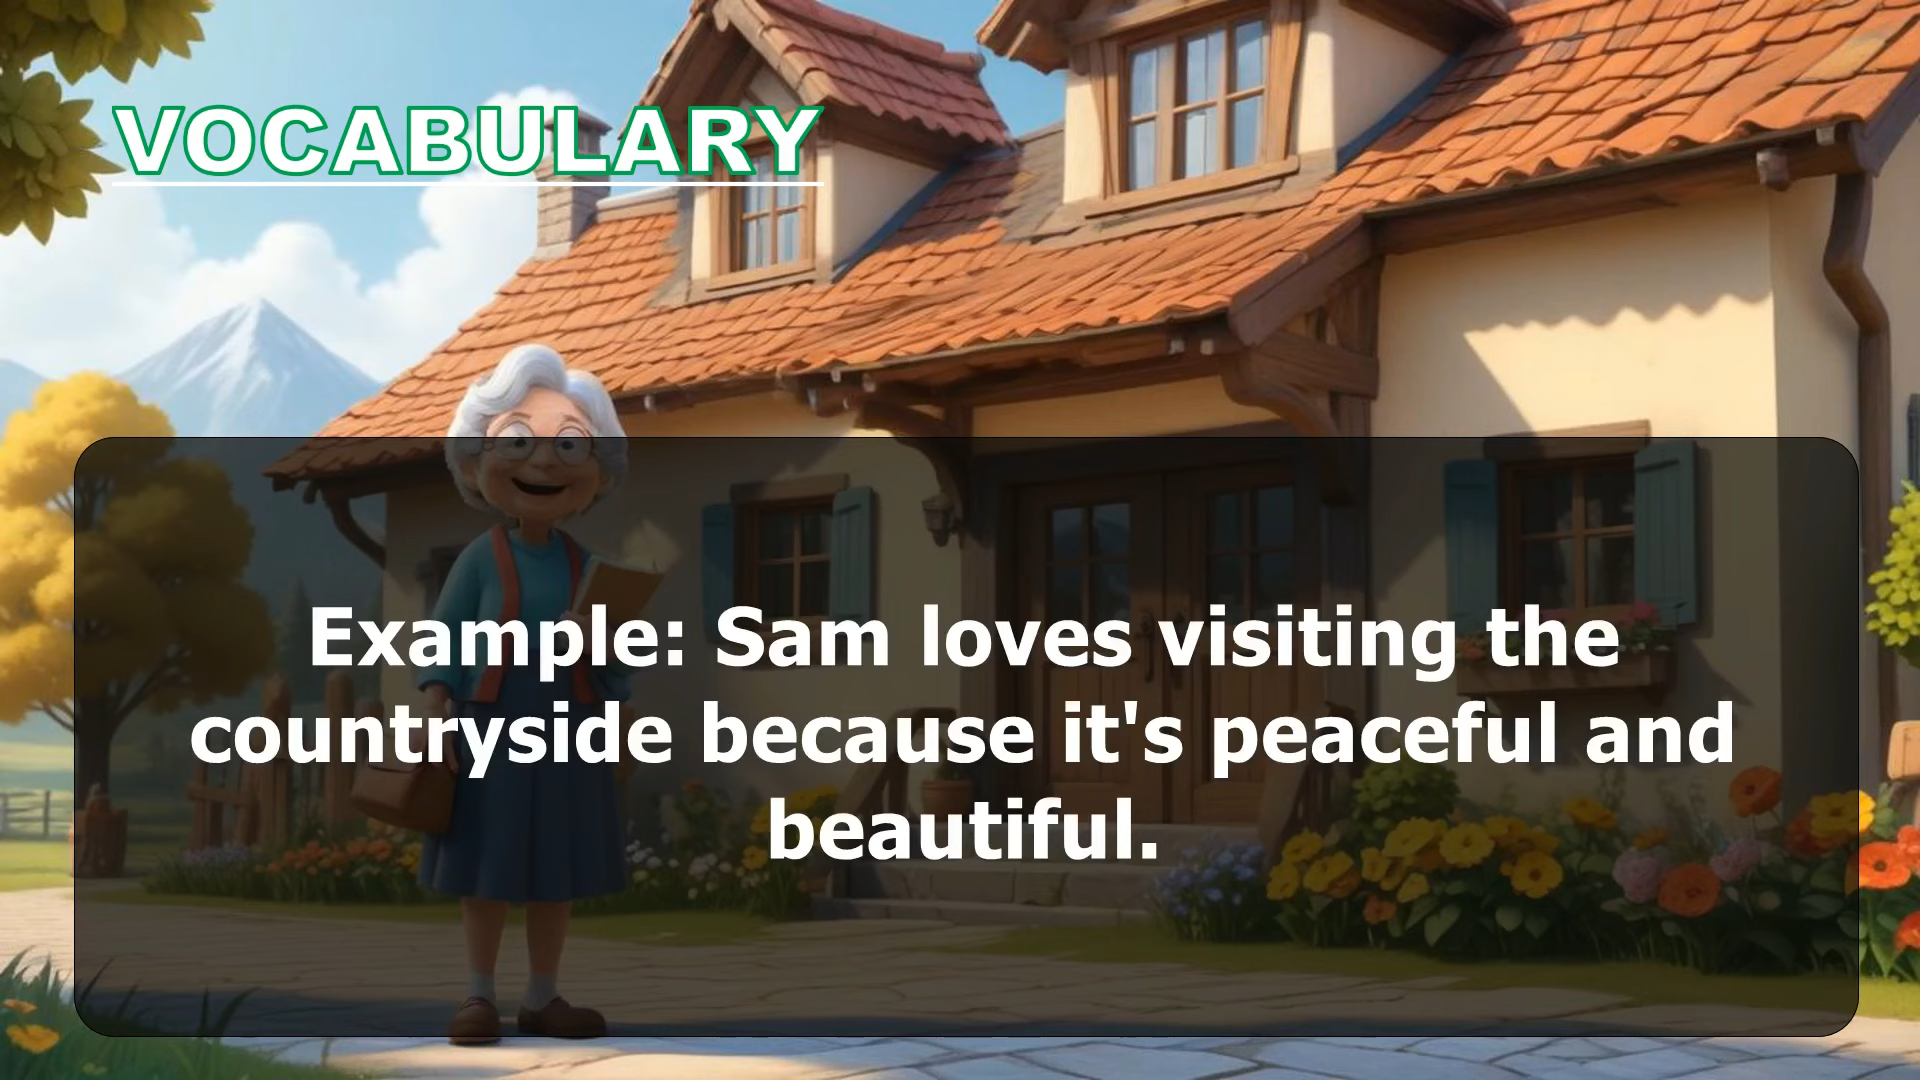 VOCABULARY
Example: Sam loves visiting the
countryside because it's peaceful and
beautiful.